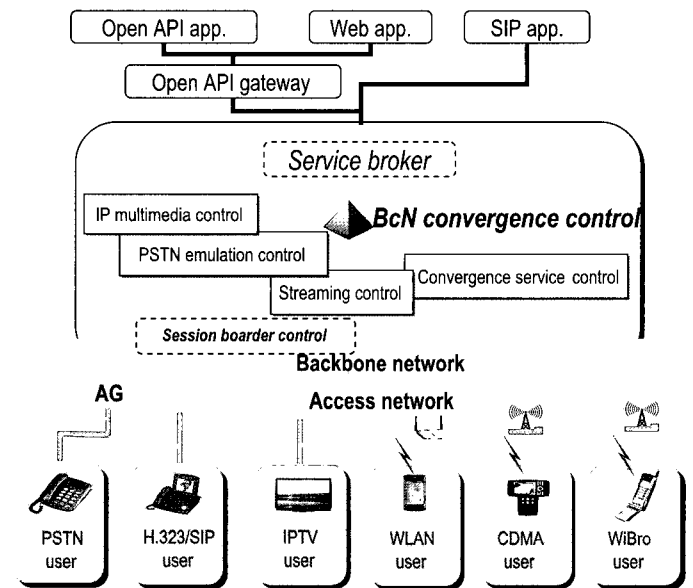 Open API app.
Web app.
SIP app.
Open API gateway
Service broker
IP multimedia control
BcN convergence control
PSTN emulation control
Convergence service control
Streaming control
Session boarder control
Backbone network
AG
Access network
PSTN
user
H.323/SIP
user
IPTV
user
WLAN
user
CDMA
user
WiBro
user